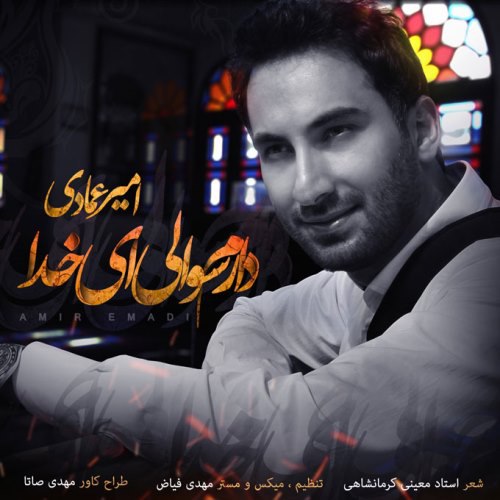 امیر عمادی
دارم سوالی ای خدا
AMIR EMADI
شعر استاد معینی کرمانشاهی تنظیم ، میکس و مستر مهدی فیاض طراح کاور مهدی صاتا